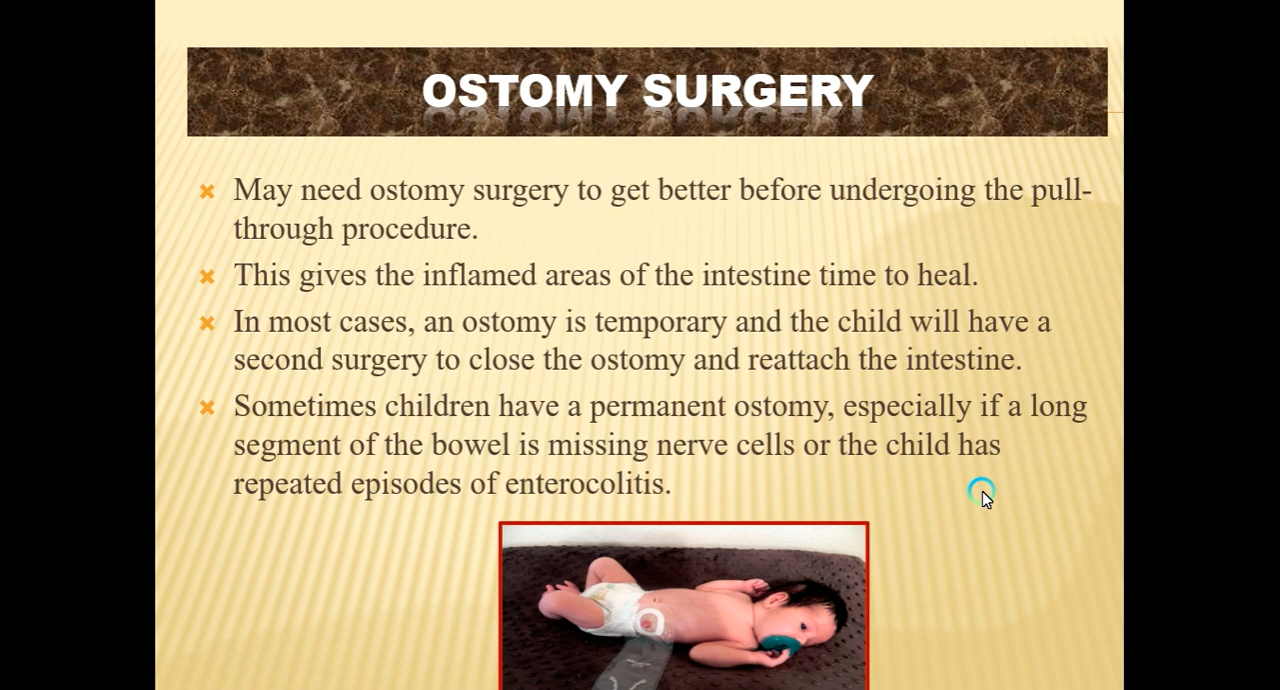 OSTOMY SURGERY
May need ostomy surgery to get better before undergoing the pull-
through procedure.
This gives the inflamed areas of the intestine time to heal.
In most cases, an ostomy is temporary and the child will have a
second surgery to close the ostomy and reattach the intestine.
Sometimes children have a permanent ostomy, especially if a long
segment of the bowel is missing nerve cells or the child has
repeated episodes of enterocolitis.